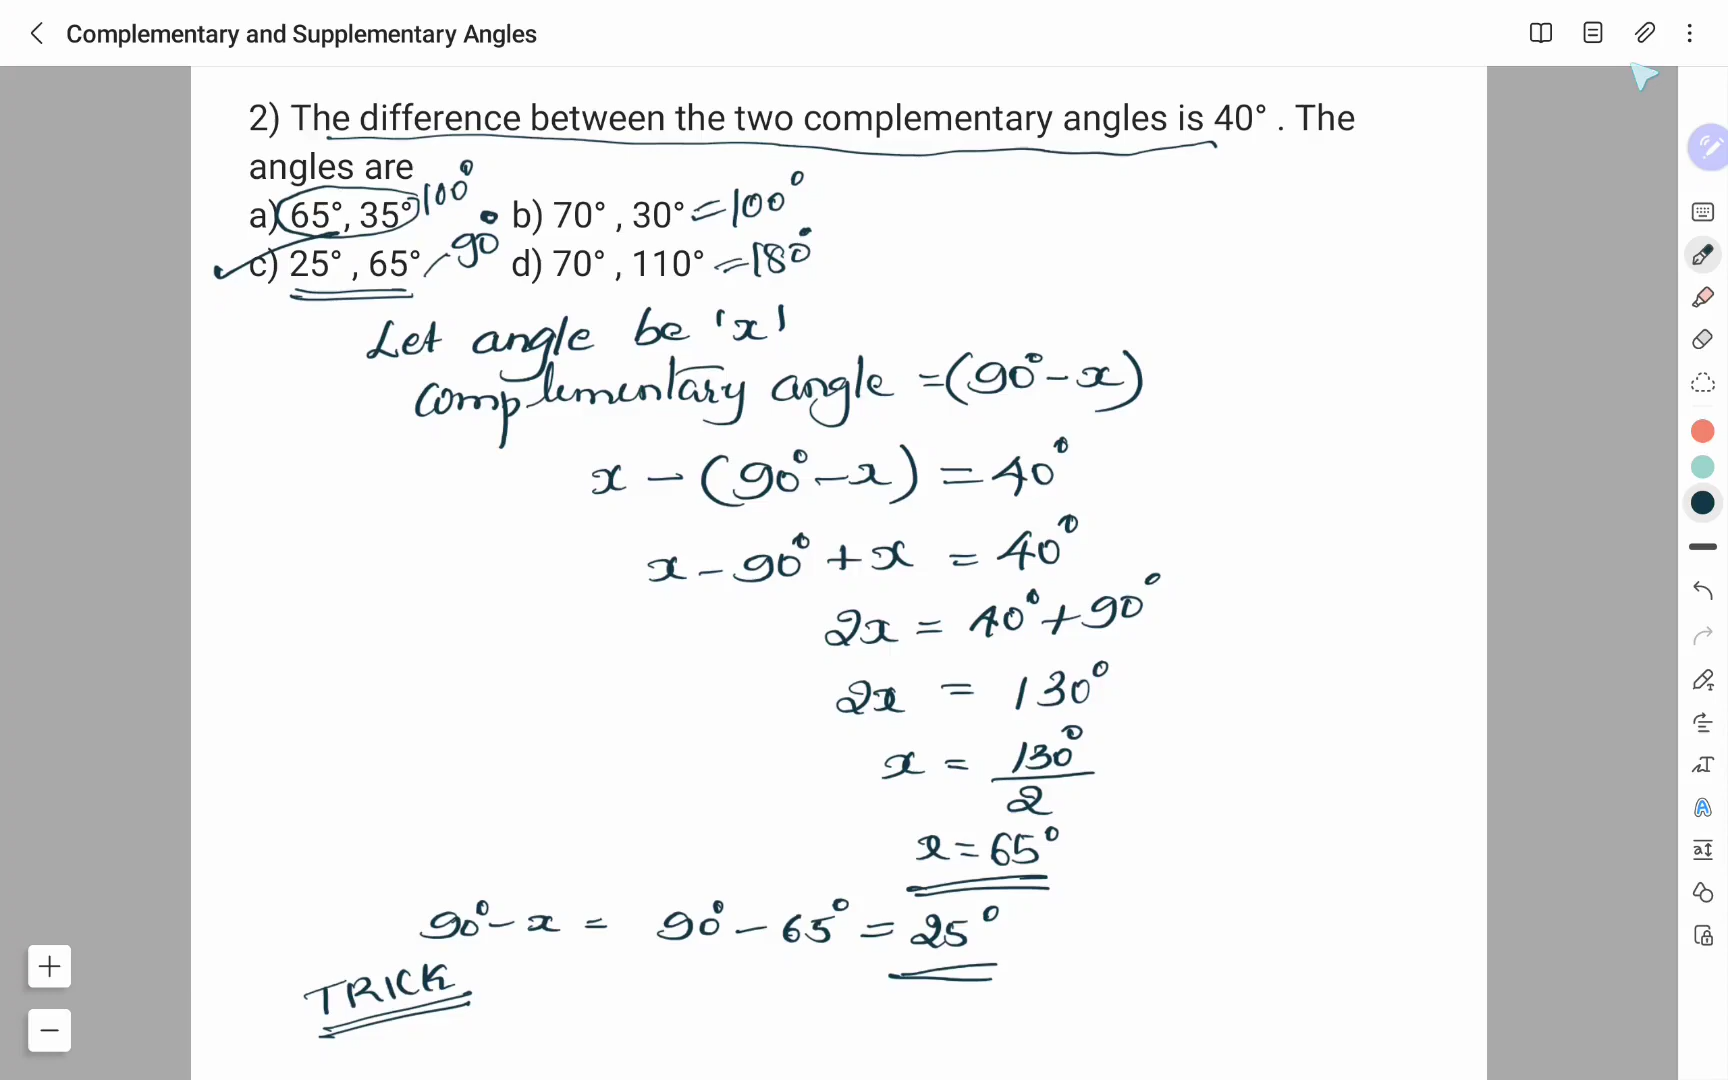 Complementary and Supplementary Angles
2) The difference between the two complementary angles is 40° . The
angles are
a) 65°, 35° 100° b) 70° , 30° = 100°
c) 25° , 65° 90° d) 70° , 110° = 180°
Let angle be 'x'
complementary angle = (90° - x)
x - (90° - x) = 40°
x - 90° + x = 40°
2x = 40° + 90°
2x = 130°
x = 130°/2
x = 65°
90° - x = 90° - 65° = 25°
TRICK